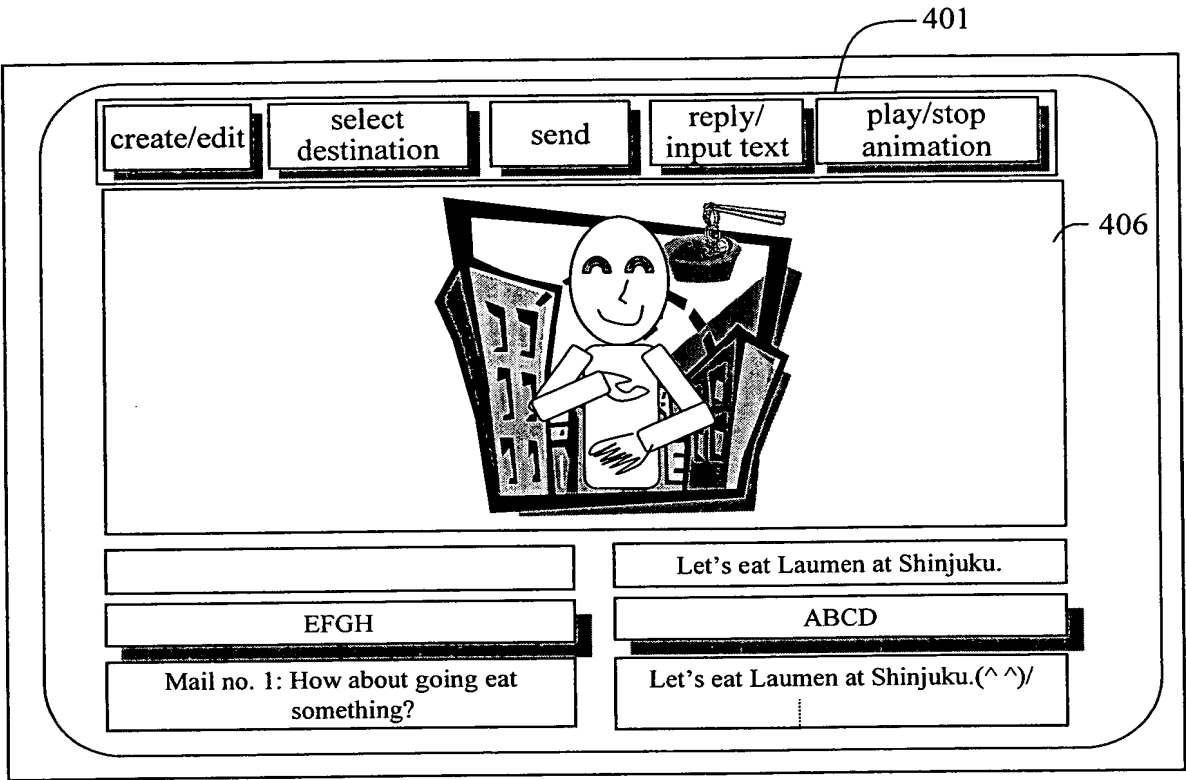 401
create/edit
select
destination
send
reply/
input text
play/stop
animation
406
Let's eat Laumen at Shinjuku.
EFGH
ABCD
Mail no. 1: How about going eat
something?
Let's eat Laumen at Shinjuku.(^ ^)/